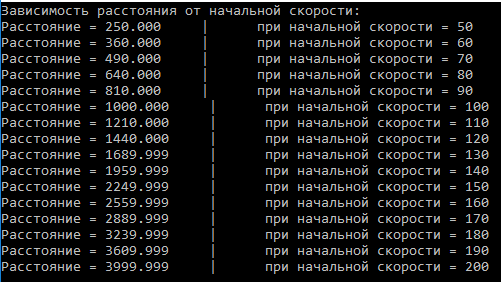 Зависимость расстояния от начальной скорости:
Расстояние = 250.000 | при начальной скорости = 50
Расстояние = 360.000 | при начальной скорости = 60
Расстояние = 490.000 | при начальной скорости = 70
Расстояние = 640.000 | при начальной скорости = 80
Расстояние = 810.000 | при начальной скорости = 90
Расстояние = 1000.000 | при начальной скорости = 100
Расстояние = 1210.000 | при начальной скорости = 110
Расстояние = 1440.000 | при начальной скорости = 120
Расстояние = 1689.999 | при начальной скорости = 130
Расстояние = 1959.999 | при начальной скорости = 140
Расстояние = 2249.999 | при начальной скорости = 150
Расстояние = 2559.999 | при начальной скорости = 160
Расстояние = 2889.999 | при начальной скорости = 170
Расстояние = 3239.999 | при начальной скорости = 180
Расстояние = 3609.999 | при начальной скорости = 190
Расстояние = 3999.999 | при начальной скорости = 200